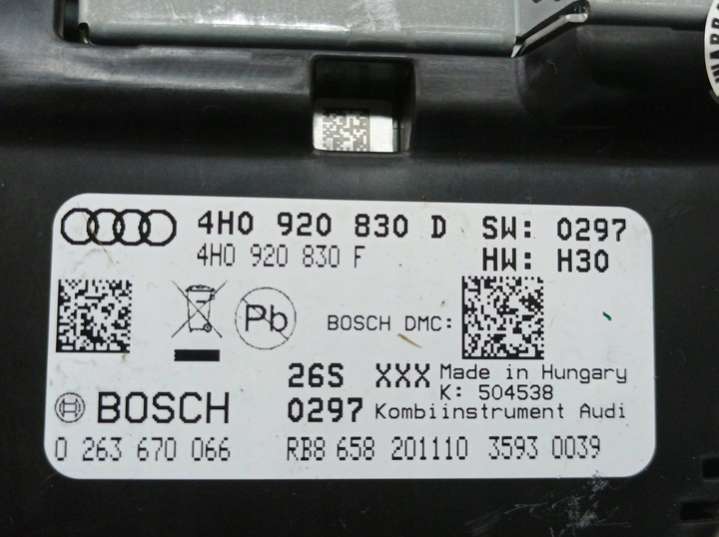 4H0 920 830 D SW: 0297
4H0 920 830 F HW: H30
Pb BOSCH DMC:
26S XXX Made in Hungary
K: 504538
BOSCH 0297 Kombiinstrument Audi
0 263 670 066 RB8 658 201110 3593 0039